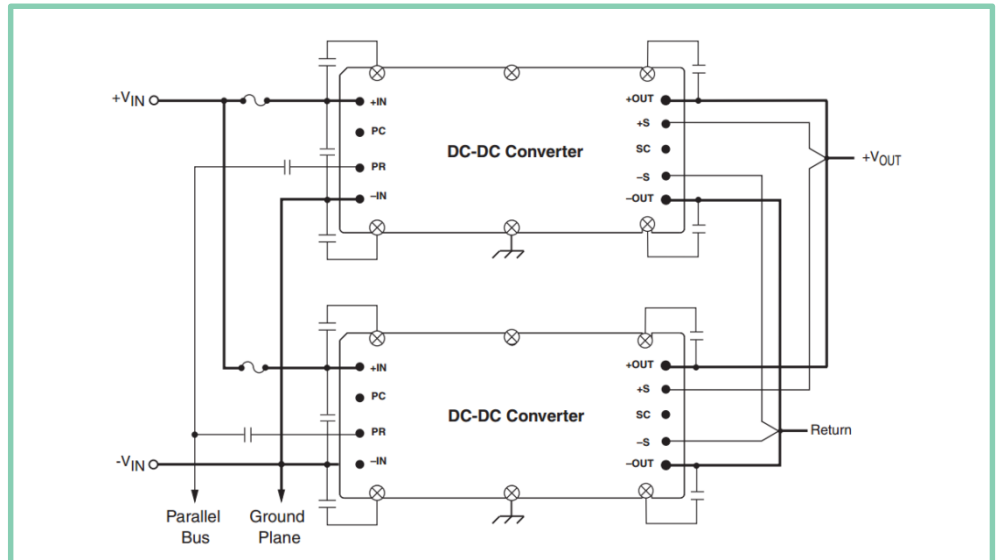 +VIN
+IN
PC
PR
–IN
DC-DC Converter
+OUT
+S
SC
–S
–OUT
+VOUT
+IN
PC
PR
–IN
DC-DC Converter
+OUT
+S
SC
–S
–OUT
Return
-VIN
Parallel
Bus
Ground
Plane